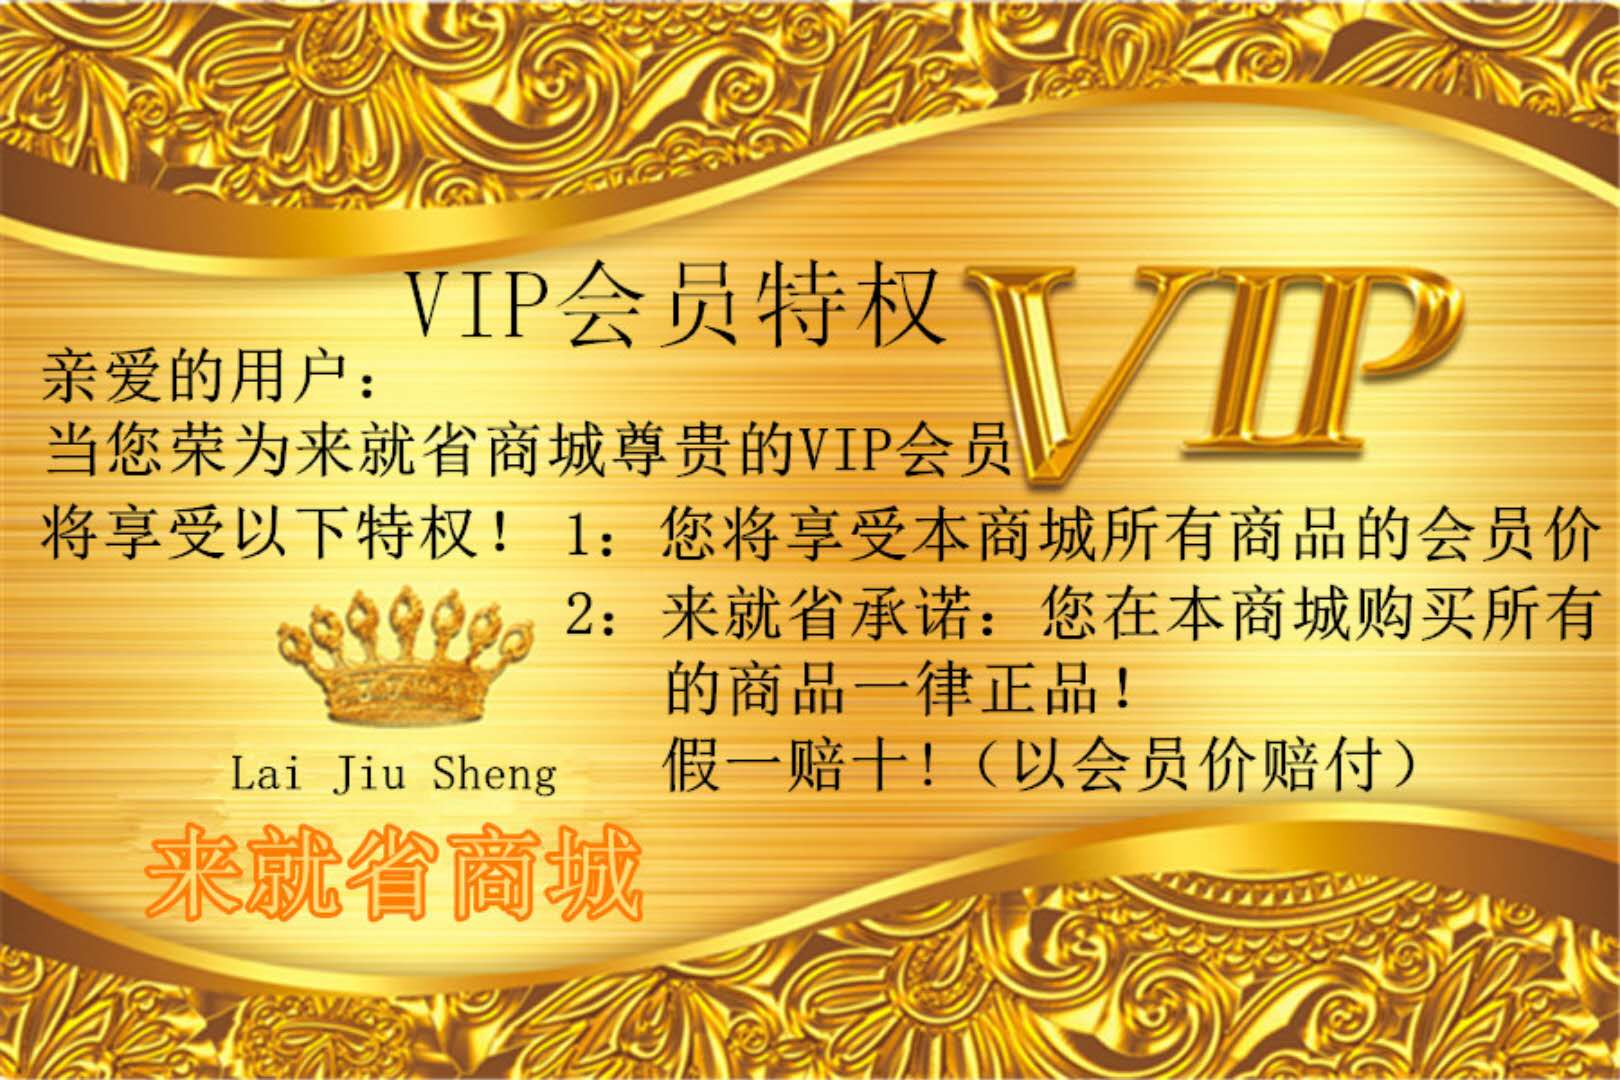 VIP会员特权
VIP
亲爱的用户：
当您荣为来就省商城尊贵的VIP会员
将享受以下特权！
1：您将享受本商城所有商品的会员价
2：来就省承诺：您在本商城购买所有
的商品一律正品！
假一赔十！（以会员价赔付）
Lai Jiu Sheng
来就省商城